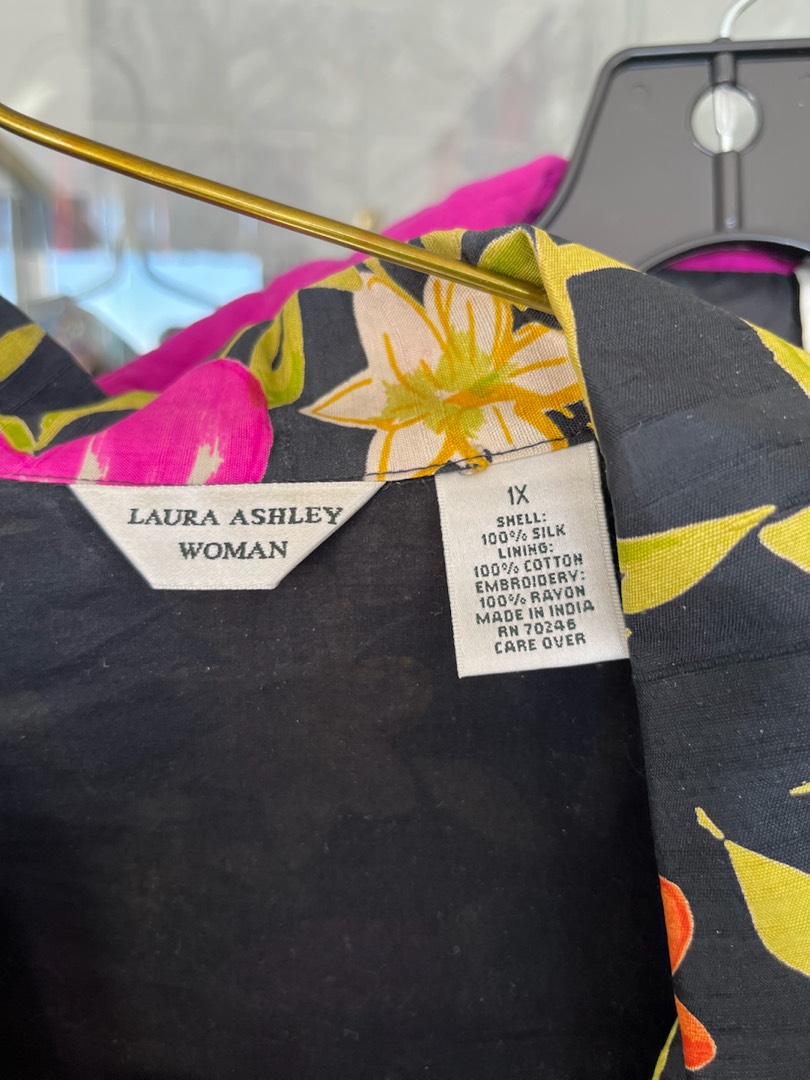 LAURA ASHLEY
WOMAN
1X
SHELL:
100% SILK
LINING:
100% COTTON
EMBROIDERY:
100% RAYON
MADE IN INDIA
RN 70246
CARE OVER